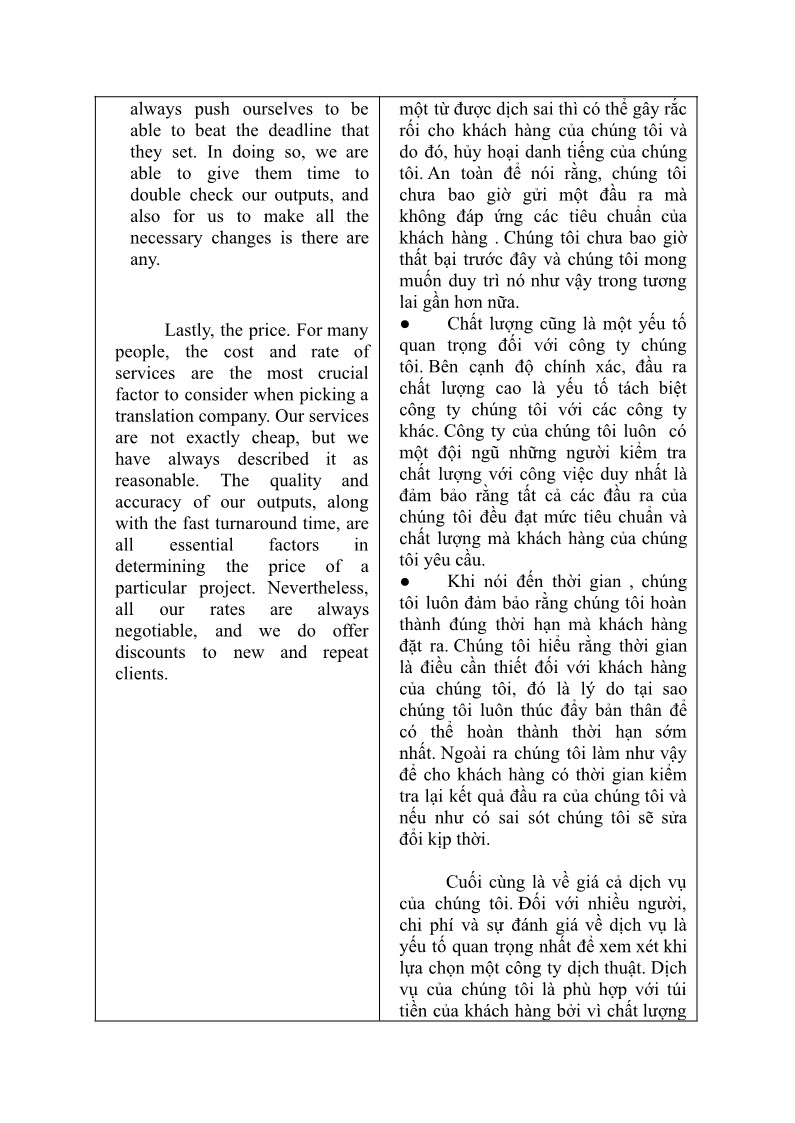 always push ourselves to be
able to beat the deadline that
they set. In doing so, we are
able to give them time to
double check our outputs, and
also for us to make all the
necessary changes is there are
any.
Lastly, the price. For many
people, the cost and rate of
services are the most crucial
factor to consider when picking a
translation company. Our services
are not exactly cheap, but we
have always described it as
reasonable. The quality and
accuracy of our outputs, along
with the fast turnaround time, are
all essential factors in
determining the price of a
particular project. Nevertheless,
all our rates are always
negotiable, and we do offer
discounts to new and repeat
clients.
một từ được dịch sai thì có thể gây rắc
rối cho khách hàng của chúng tôi và
do đó, hủy hoại danh tiếng của chúng
tôi. An toàn để nói rằng, chúng tôi
chưa bao giờ gửi một đầu ra mà
không đáp ứng các tiêu chuẩn của
khách hàng . Chúng tôi chưa bao giờ
thất bại trước đây và chúng tôi mong
muốn duy trì nó như vậy trong tương
lai gần hơn nữa.
● Chất lượng cũng là một yếu tố
quan trọng đối với công ty chúng
tôi. Bên cạnh độ chính xác, đầu ra
chất lượng cao là yếu tố tách biệt
công ty chúng tôi với các công ty
khác. Công ty của chúng tôi luôn có
một đội ngũ những người kiểm tra
chất lượng với công việc duy nhất là
đảm bảo rằng tất cả các đầu ra của
chúng tôi đều đạt mức tiêu chuẩn và
chất lượng mà khách hàng của chúng
tôi yêu cầu.
● Khi nói đến thời gian , chúng
tôi luôn đảm bảo rằng chúng tôi hoàn
thành đúng thời hạn mà khách hàng
đặt ra. Chúng tôi hiểu rằng thời gian
là điều cần thiết đối với khách hàng
của chúng tôi, đó là lý do tại sao
chúng tôi luôn thúc đẩy bản thân để
có thể hoàn thành thời hạn sớm
nhất. Ngoài ra chúng tôi làm như vậy
để cho khách hàng có thời gian kiểm
tra lại kết quả đầu ra của chúng tôi và
nếu như có sai sót chúng tôi sẽ sửa
đổi kịp thời.
Cuối cùng là về giá cả dịch vụ
của chúng tôi. Đối với nhiều người,
chi phí và sự đánh giá về dịch vụ là
yếu tố quan trọng nhất để xem xét khi
lựa chọn một công ty dịch thuật. Dịch
vụ của chúng tôi là phù hợp với túi
tiền của khách hàng bởi vì chất lượng